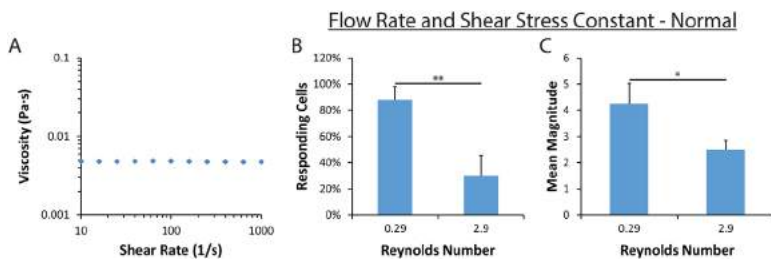 Flow Rate and Shear Stress Constant - Normal
A
Viscosity (Pa·s)
0.1
0.01
0.001
10
100
1000
Shear Rate (1/s)
B
Responding Cells
120%
100%
80%
60%
40%
20%
0%
**
0.29
2.9
Reynolds Number
C
Mean Magnitude
6
5
4
3
2
1
0
*
0.29
2.9
Reynolds Number